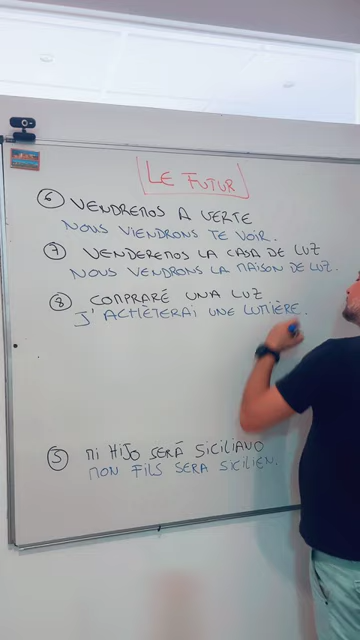 LE FUTUR
⑥ VENDREMOS A VERTE
NOUS VIENDRONS TE VOIR.
⑦ VENDEREMOS LA CASA DE LUZ
NOUS VENDRONS LA MAISON DE LUZ.
⑧ COMPRARÉ UNA LUZ
J'ACHÈTERAI UNE LUMIÈRE.
⑤ MI HIJO SERÁ SICILIANO
MON FILS SERA SICILIEN.